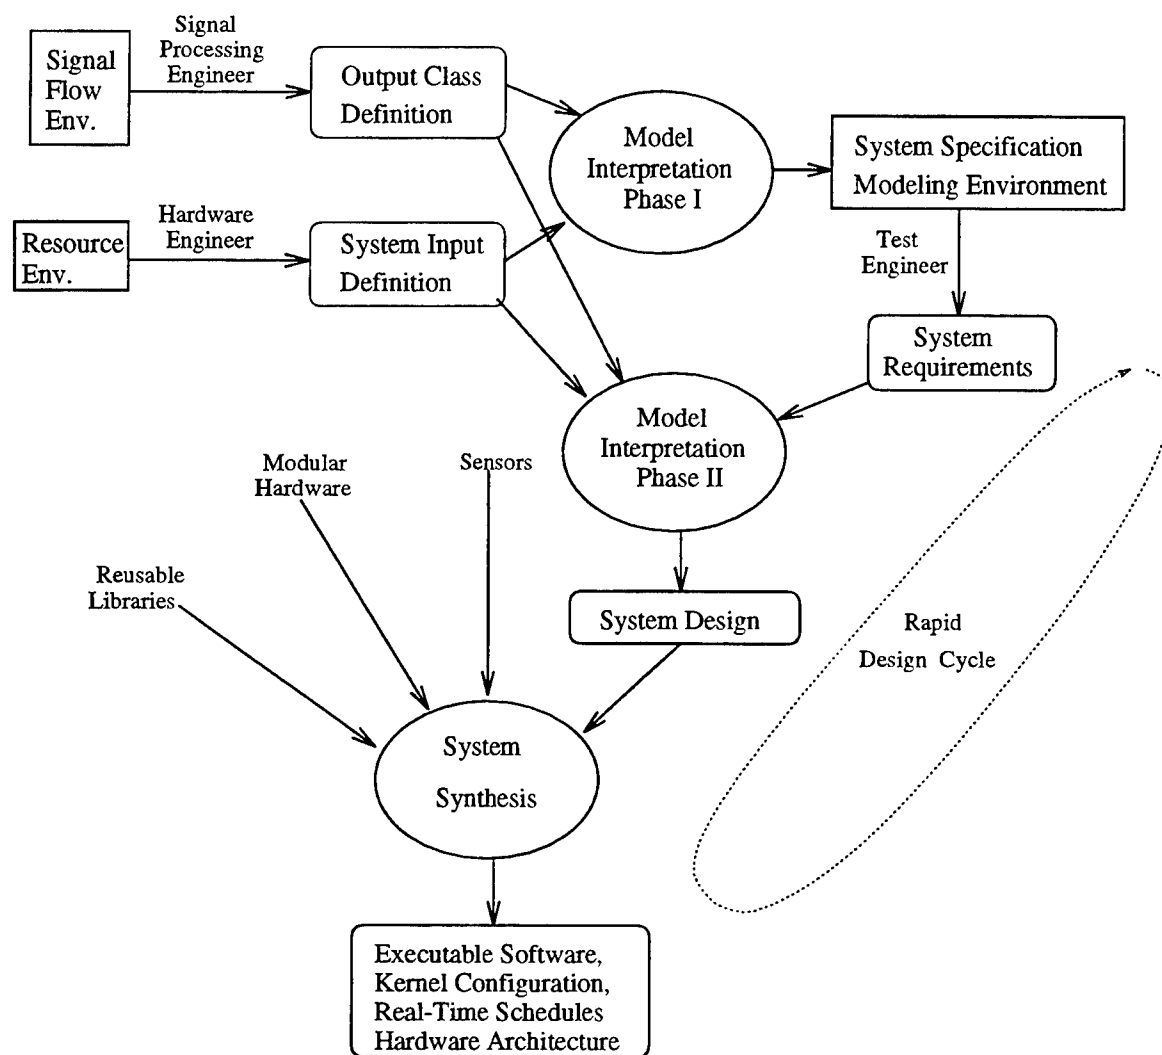 Signal
Processing
Engineer
Signal
Flow
Env.
Output Class
Definition
Model
Interpretation
Phase I
System Specification
Modeling Environment
Hardware
Engineer
Resource
Env.
System Input
Definition
Test
Engineer
System
Requirements
Model
Interpretation
Phase II
Modular
Hardware
Sensors
Reusable
Libraries
System Design
Rapid
Design Cycle
System
Synthesis
Executable Software,
Kernel Configuration,
Real-Time Schedules
Hardware Architecture